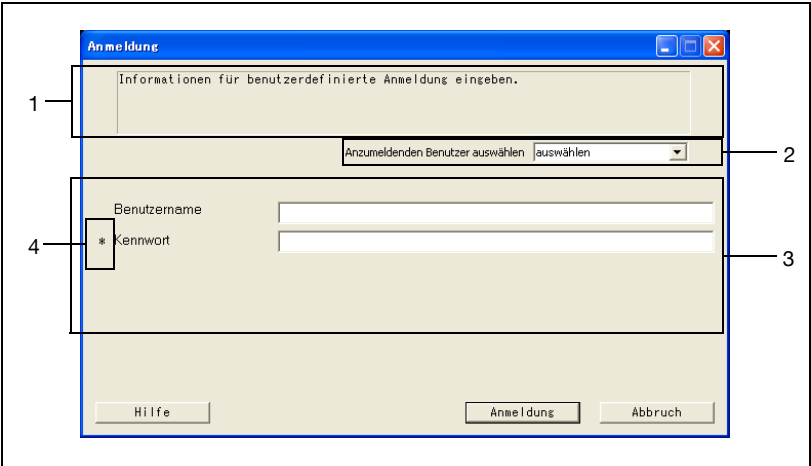 Anmeldung
Informationen für benutzerdefinierte Anmeldung eingeben.
1
Anzumeldenden Benutzer auswählen auswählen
2
Benutzername
4
* Kennwort
3
Hilfe Anmeldung Abbruch